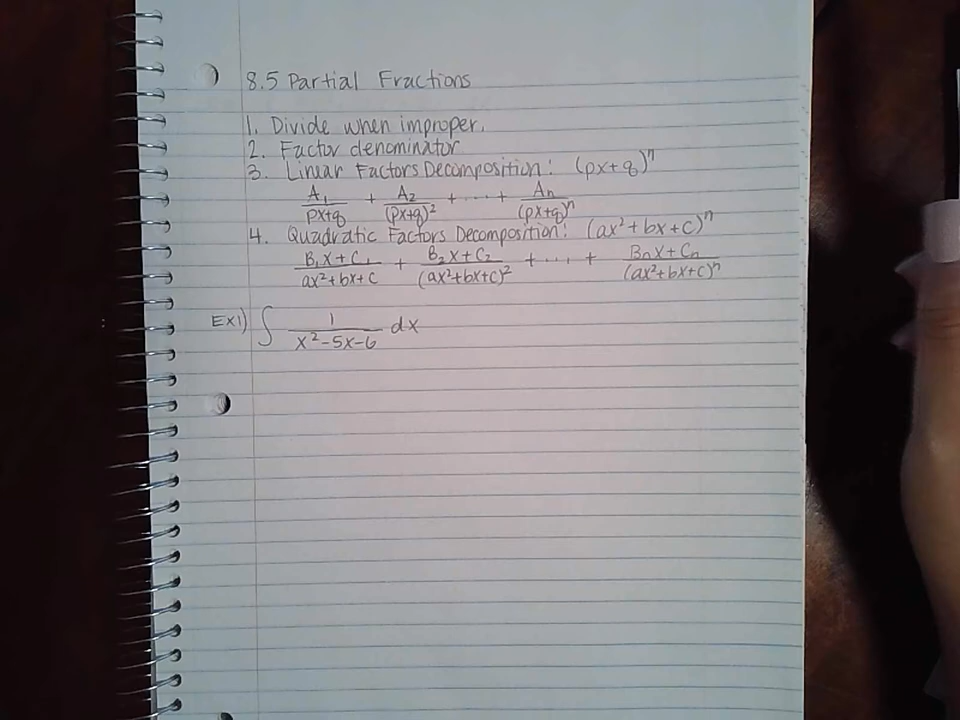 8.5 Partial Fractions
1. Divide when improper.
2. Factor denominator
3. Linear Factors Decomposition: (px+q)^n
A₁/(px+q) + A₂/(px+q)² + ... + Aₙ/(px+q)^n
4. Quadratic Factors Decomposition: (ax²+bx+c)^n
(B₁x+C₁)/(ax²+bx+c) + (B₂x+C₂)/(ax²+bx+c)² + ... + (Bₙx+Cₙ)/(ax²+bx+c)^n
Ex1) ∫ 1/(x²-5x-6) dx